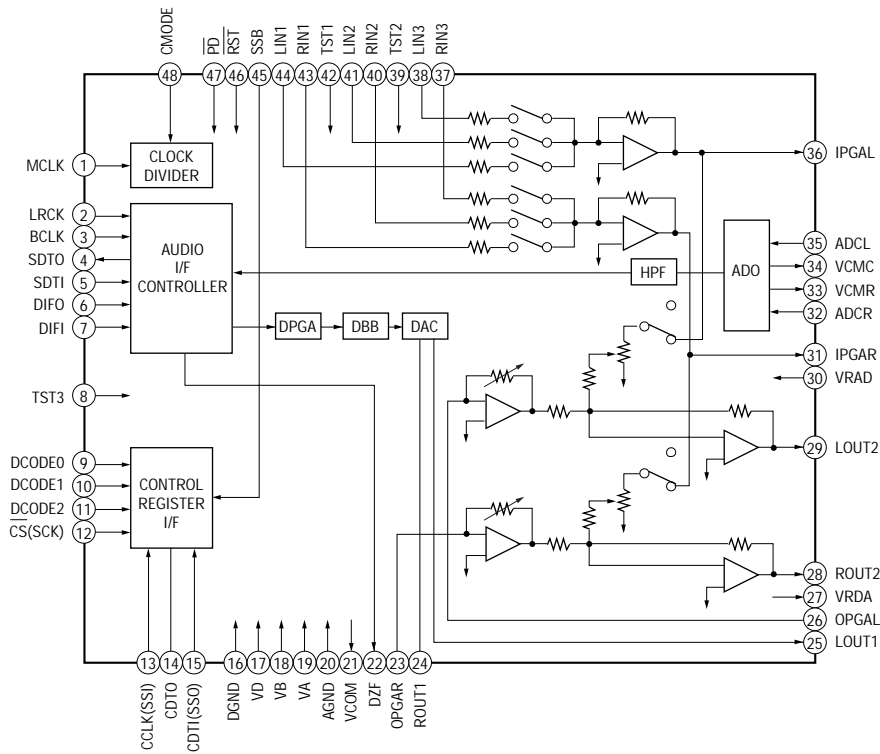 CMODE
PD
RST
SSB
LIN1
RIN1
TST1
LIN2
RIN2
TST2
LIN3
RIN3
48
47
46
45
44
43
42
41
40
39
38
37
MCLK
1
CLOCK
DIVIDER
36
IPGAL
LRCK
2
BCLK
3
SDTO
4
SDTI
5
DIFO
6
DIFI
7
AUDIO
I/F
CONTROLLER
HPF
ADO
35
ADCL
34
VCMC
33
VCMR
32
ADCR
DPGA
DBB
DAC
31
IPGAR
30
VRAD
TST3
8
29
LOUT2
DCODE0
9
DCODE1
10
DCODE2
11
CS(SCK)
12
CONTROL
REGISTER
I/F
28
ROUT2
27
VRDA
26
OPGAL
25
LOUT1
13
14
15
16
17
18
19
20
21
22
23
24
CCLK(SSI)
CDTO
CDTI(SSO)
DGND
VD
VB
VA
AGND
VCOM
DZF
OPGAR
ROUT1